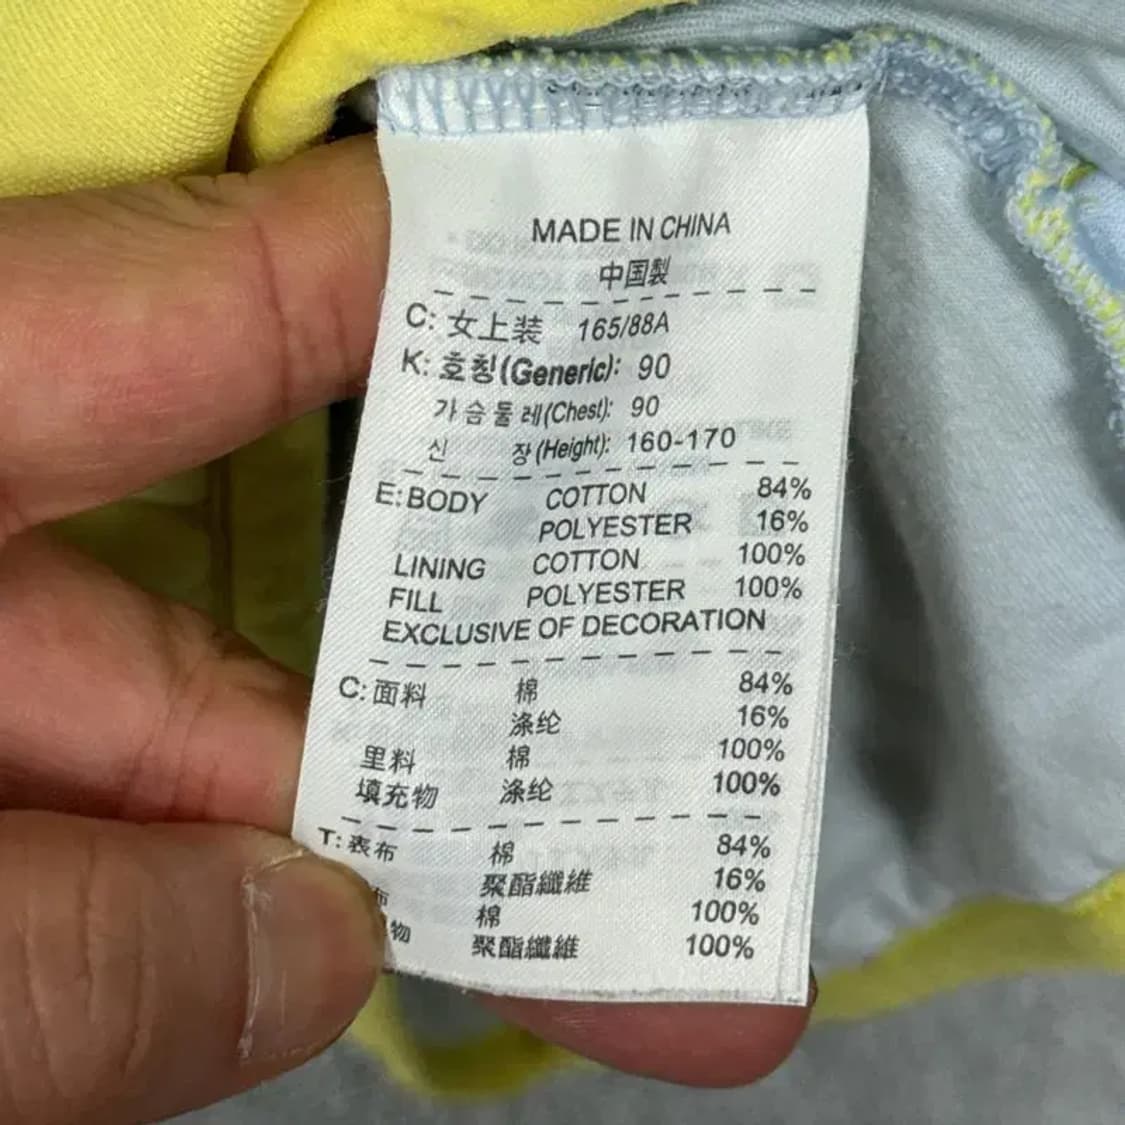 MADE IN CHINA
中国製
C: 女上装 165/88A
K: 호칭(Generic): 90
가슴둘레(Chest): 90
신 장(Height): 160-170
E: BODY COTTON 84%
POLYESTER 16%
LINING COTTON 100%
FILL POLYESTER 100%
EXCLUSIVE OF DECORATION
C: 面料 棉 84%
涤纶 16%
里料 棉 100%
填充物 涤纶 100%
T: 表布 棉 84%
聚酯纖維 16%
布 棉 100%
物 聚酯纖維 100%